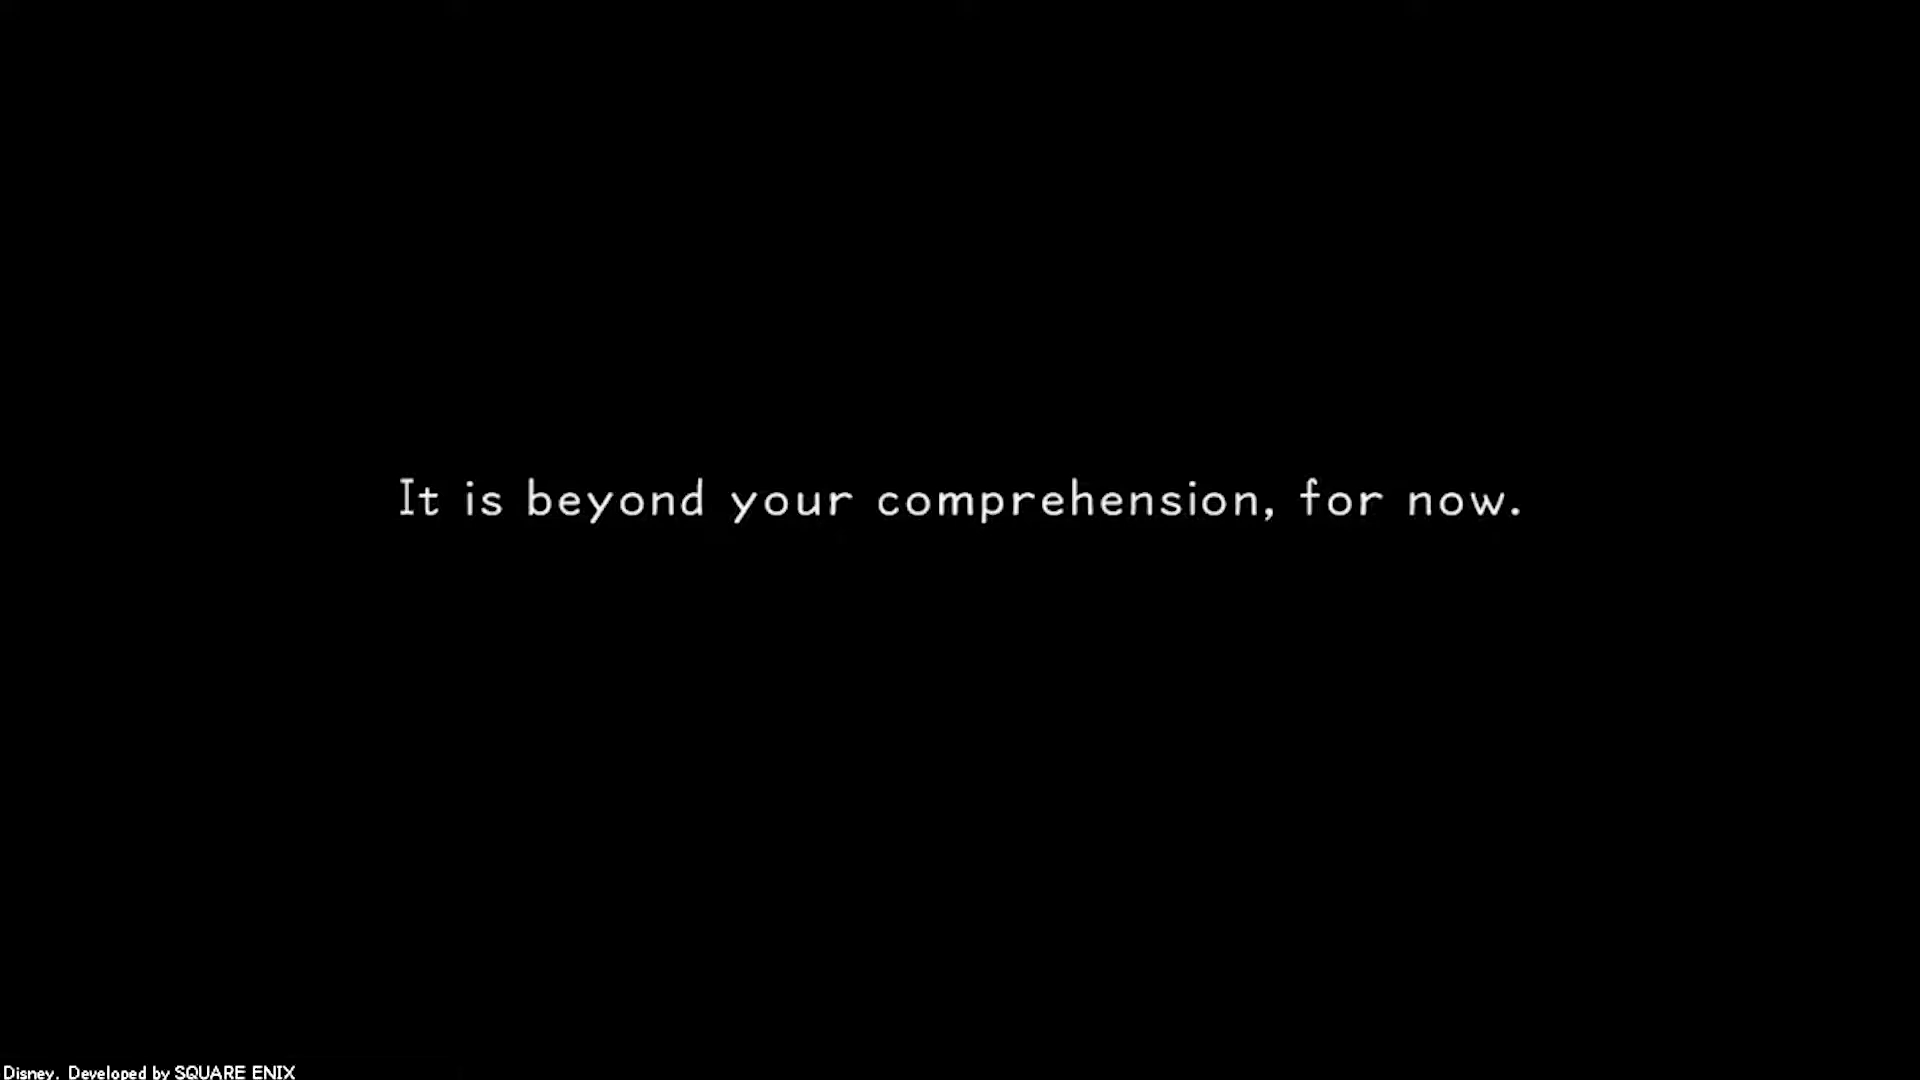 It is beyond your comprehension, for now.
Disney. Developed by SQUARE ENIX